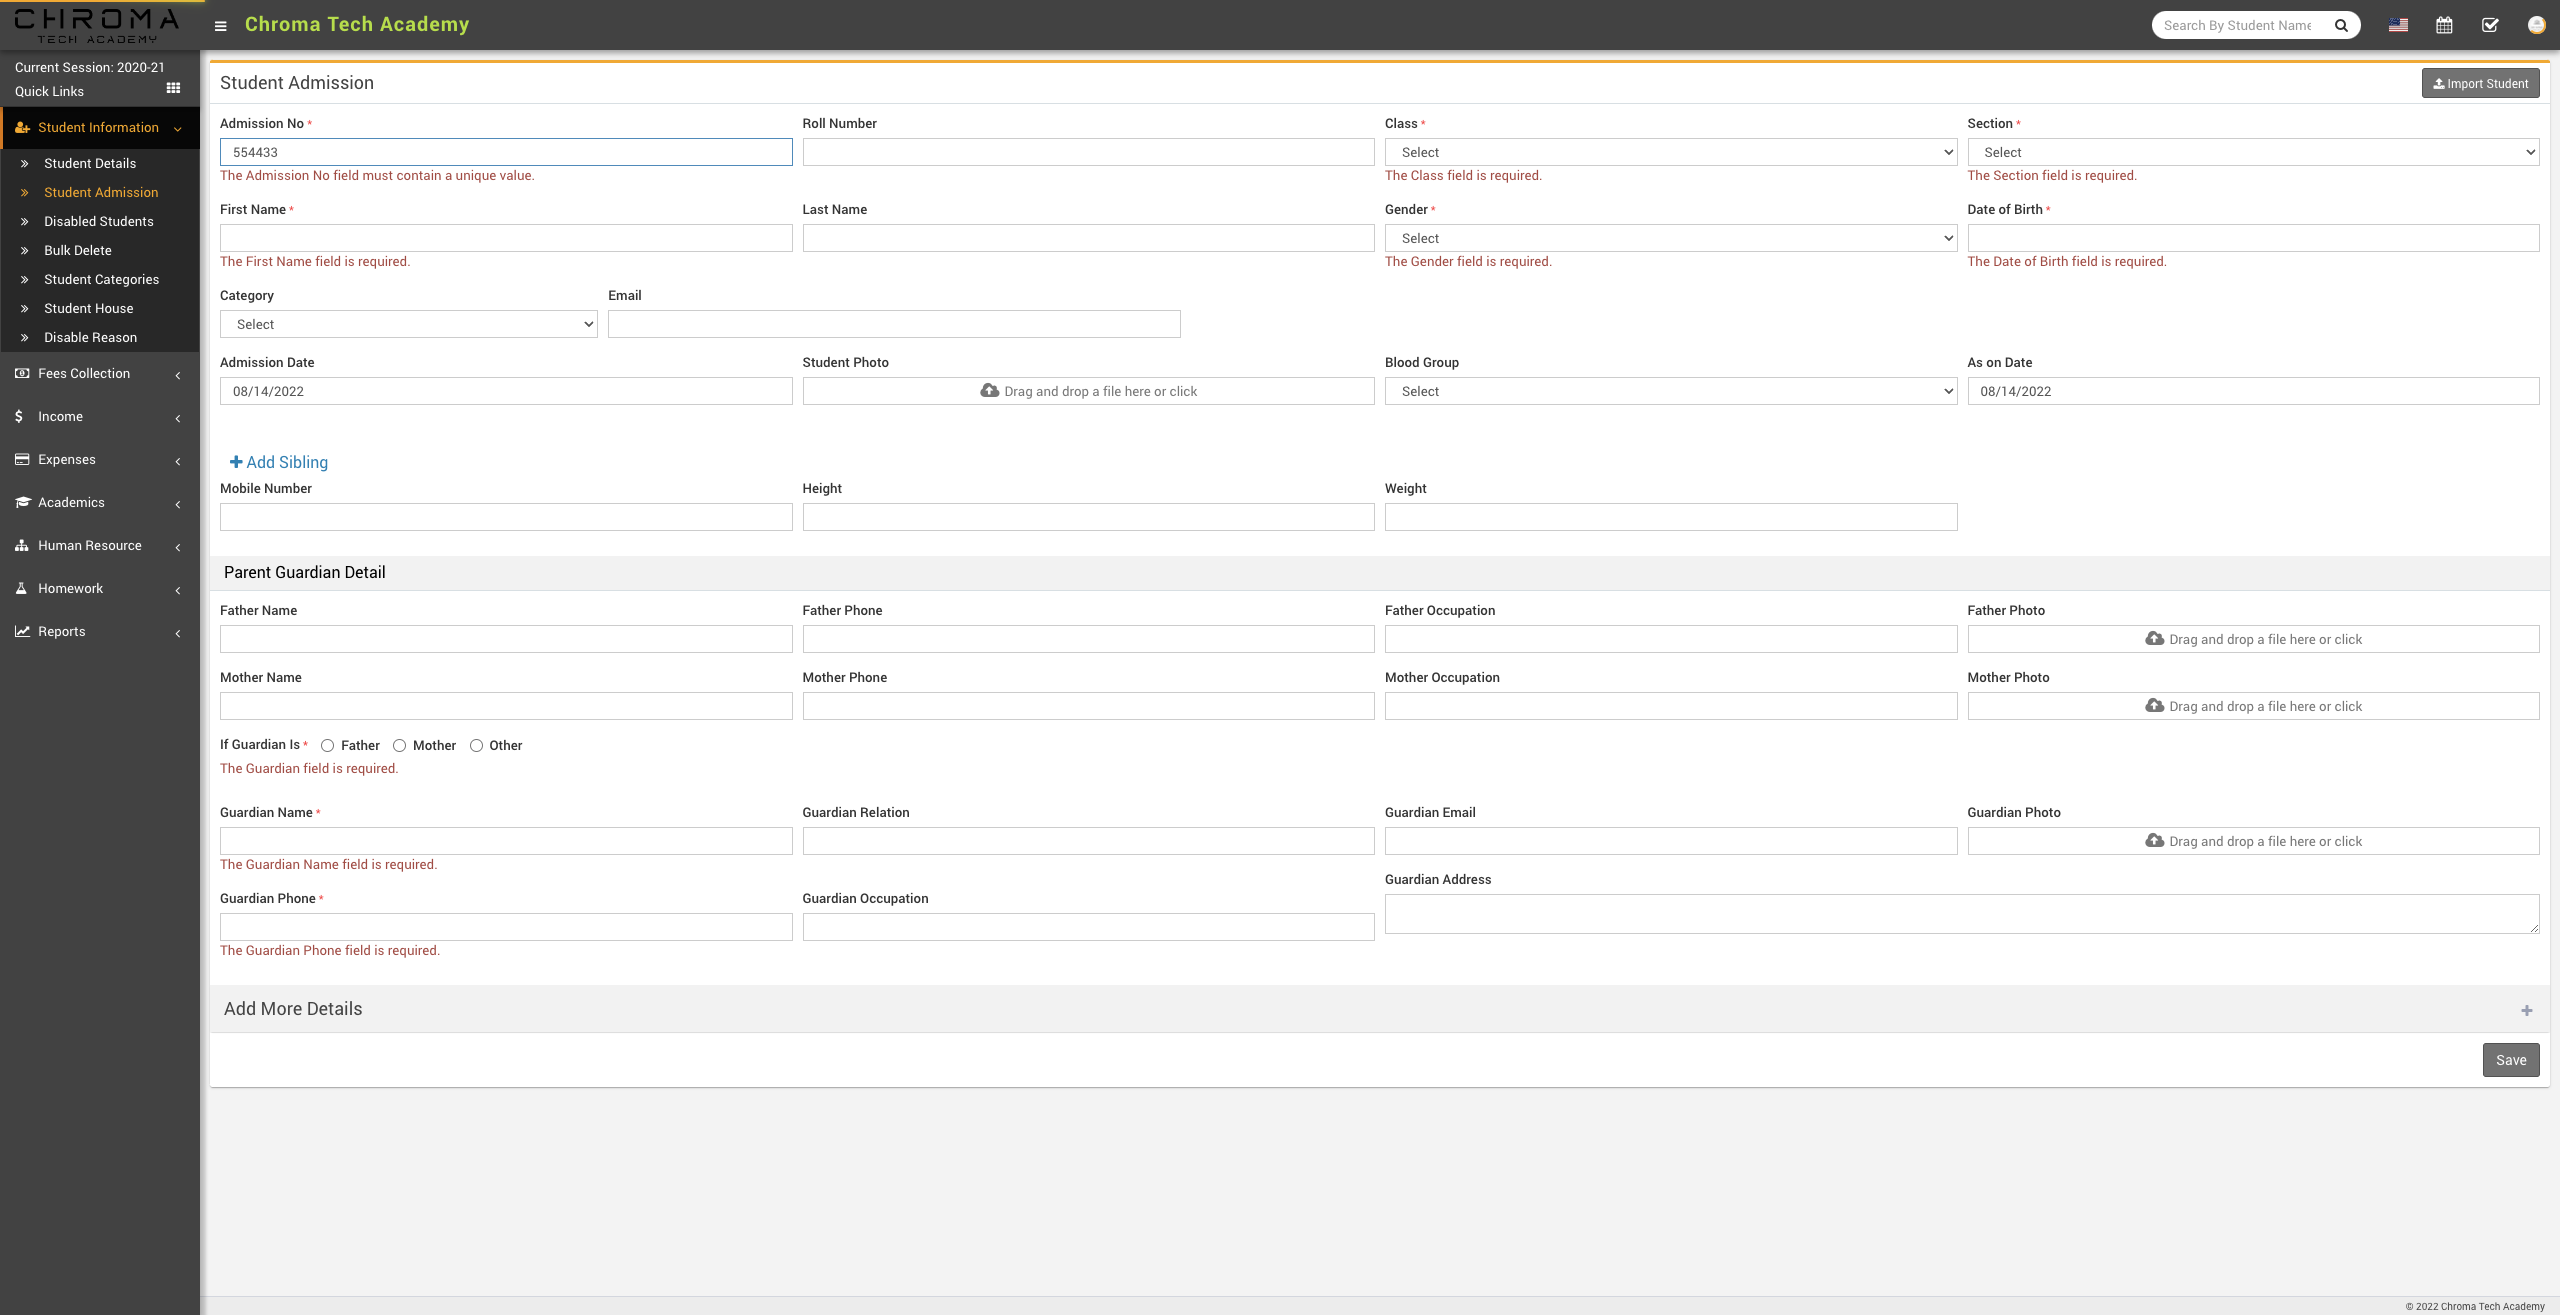 CHROMA
TECH ACADEMY
Chroma Tech Academy
Search By Student Name
Current Session: 2020-21
Quick Links
Student Information
Student Details
Student Admission
Disabled Students
Bulk Delete
Student Categories
Student House
Disable Reason
Fees Collection
Income
Expenses
Academics
Human Resource
Homework
Reports
Student Admission
Import Student
Admission No *
Roll Number
Class *
Section *
554433
Select
Select
The Admission No field must contain a unique value.
The Class field is required.
The Section field is required.
First Name *
Last Name
Gender *
Date of Birth *
Select
The First Name field is required.
The Gender field is required.
The Date of Birth field is required.
Category
Email
Select
Admission Date
Student Photo
Blood Group
As on Date
08/14/2022
Drag and drop a file here or click
Select
08/14/2022
Add Sibling
Mobile Number
Height
Weight
Parent Guardian Detail
Father Name
Father Phone
Father Occupation
Father Photo
Drag and drop a file here or click
Mother Name
Mother Phone
Mother Occupation
Mother Photo
Drag and drop a file here or click
If Guardian Is * Father Mother Other
The Guardian field is required.
Guardian Name *
Guardian Relation
Guardian Email
Guardian Photo
Drag and drop a file here or click
The Guardian Name field is required.
Guardian Address
Guardian Phone *
Guardian Occupation
The Guardian Phone field is required.
Add More Details
Save
© 2022 Chroma Tech Academy